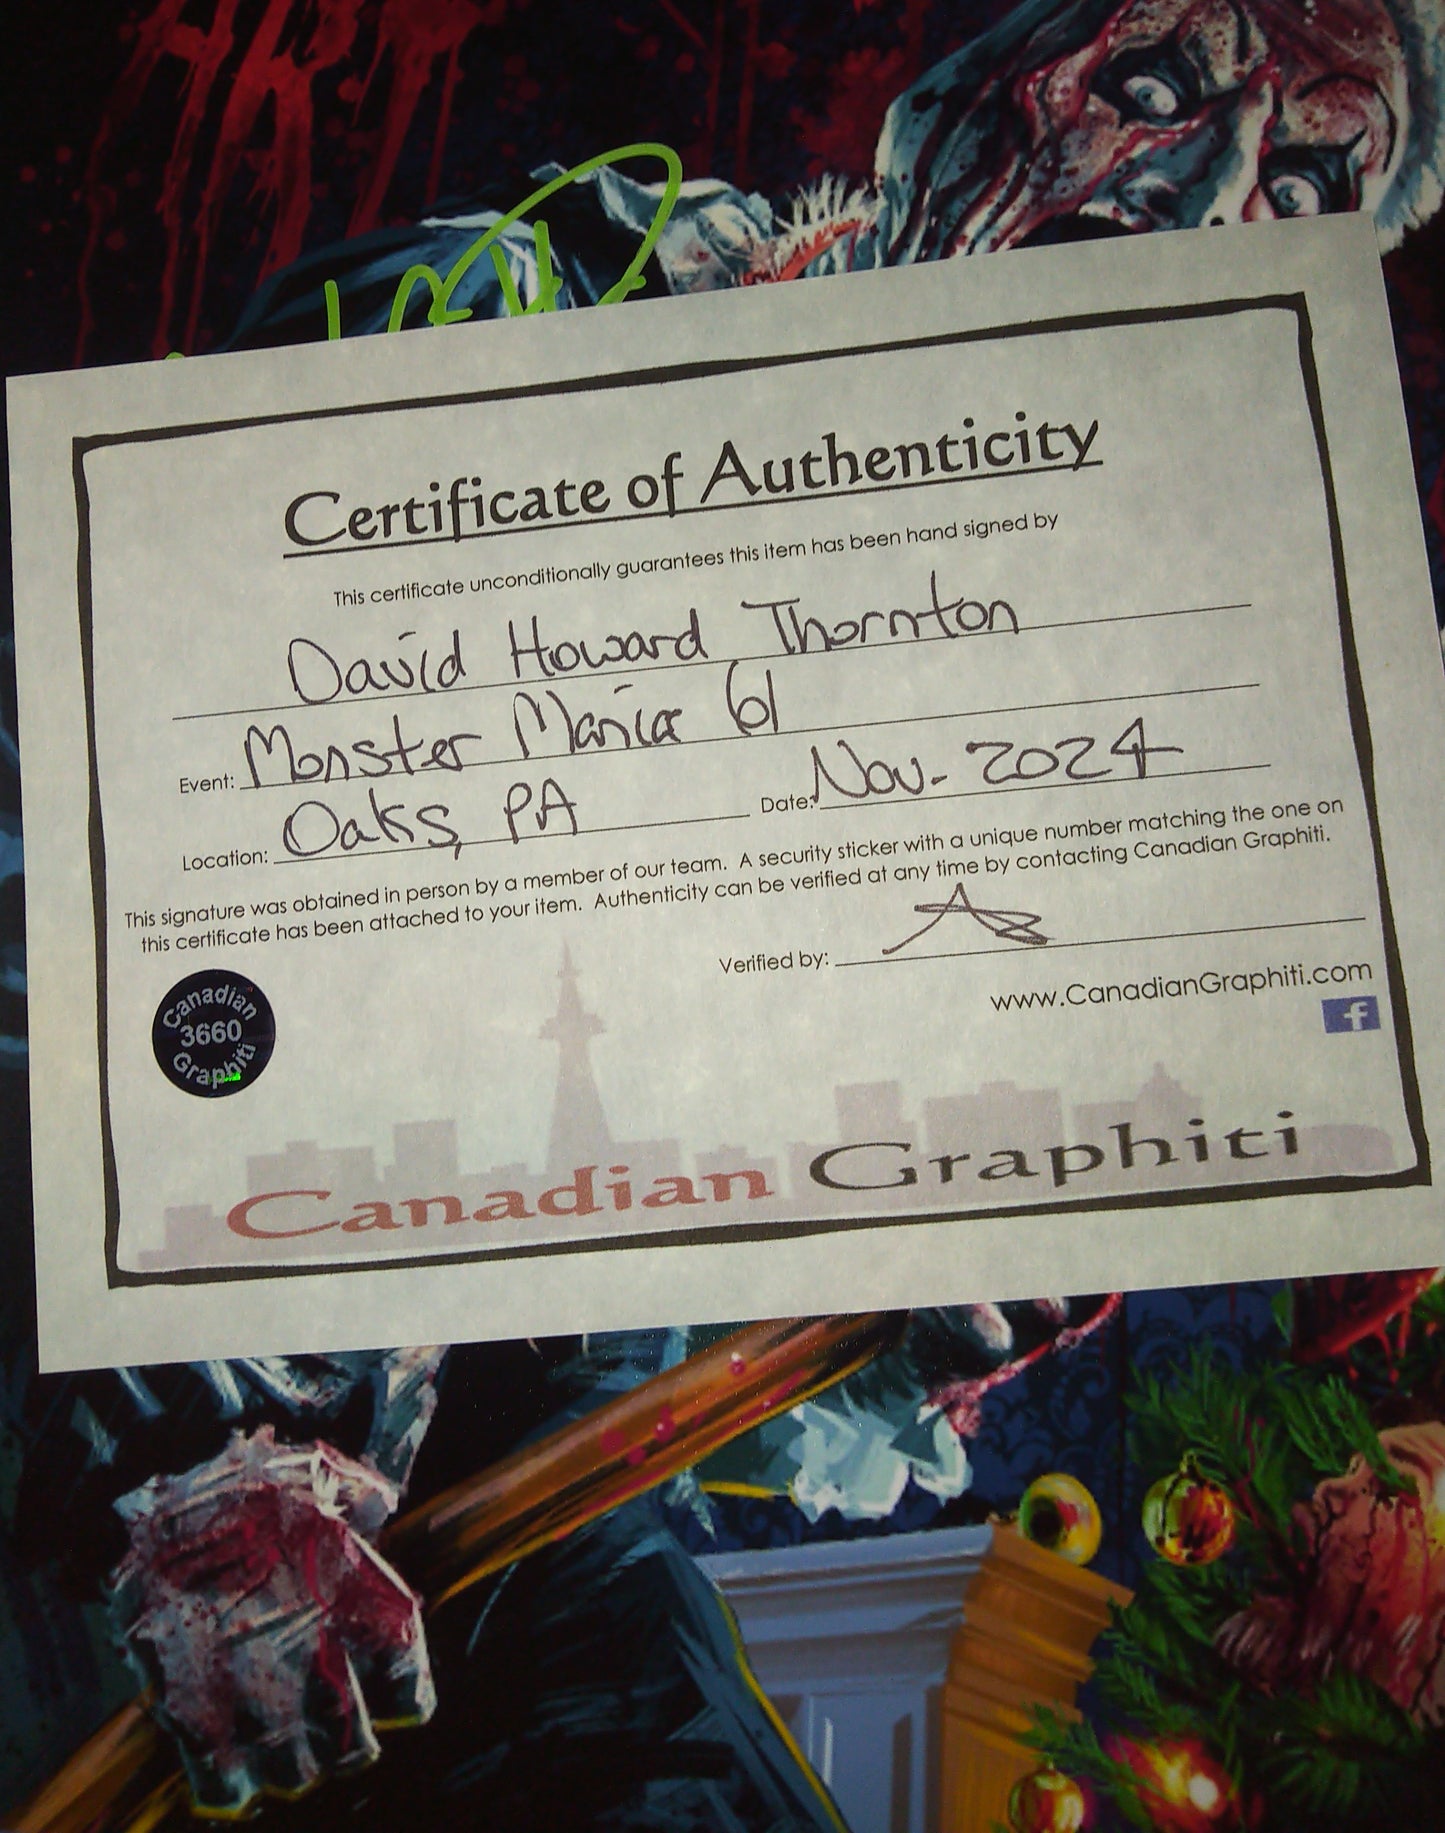 Certificate of Authenticity
This certificate unconditionally guarantees this item has been hand signed by
David Howard Thornton
Event: Monster Mania 61
Location: Oaks, PA Date: Nov. 2024
This signature was obtained in person by a member of our team. A security sticker with a unique number matching the one on
this certificate has been attached to your item. Authenticity can be verified at any time by contacting Canadian Graphiti.
Verified by:
www.CanadianGraphiti.com
f
Canadian
3660
Graphiti
Canadian Graphiti